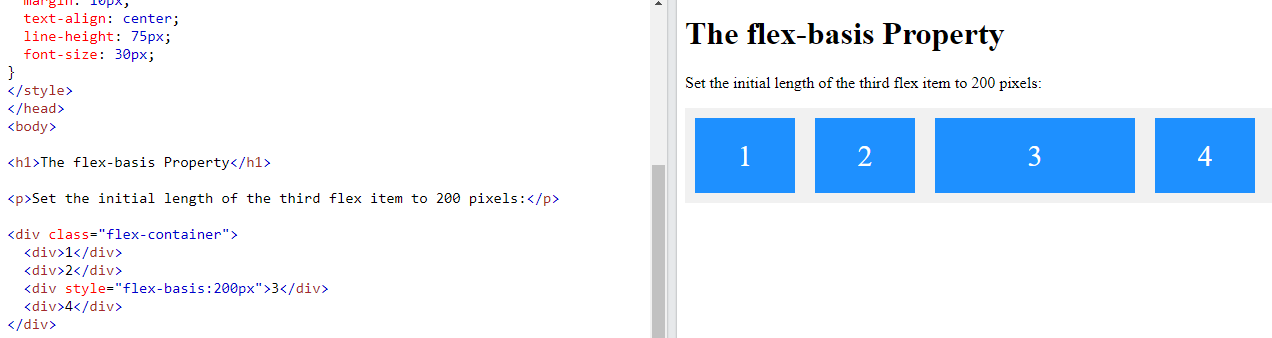 margin: 10px;
  text-align: center;
  line-height: 75px;
  font-size: 30px;
}
</style>
</head>
<body>
<h1>The flex-basis Property</h1>
<p>Set the initial length of the third flex item to 200 pixels:</p>
<div class="flex-container">
  <div>1</div>
  <div>2</div>
  <div style="flex-basis:200px">3</div>
  <div>4</div>
</div>
The flex-basis Property
Set the initial length of the third flex item to 200 pixels:
1 2 3 4